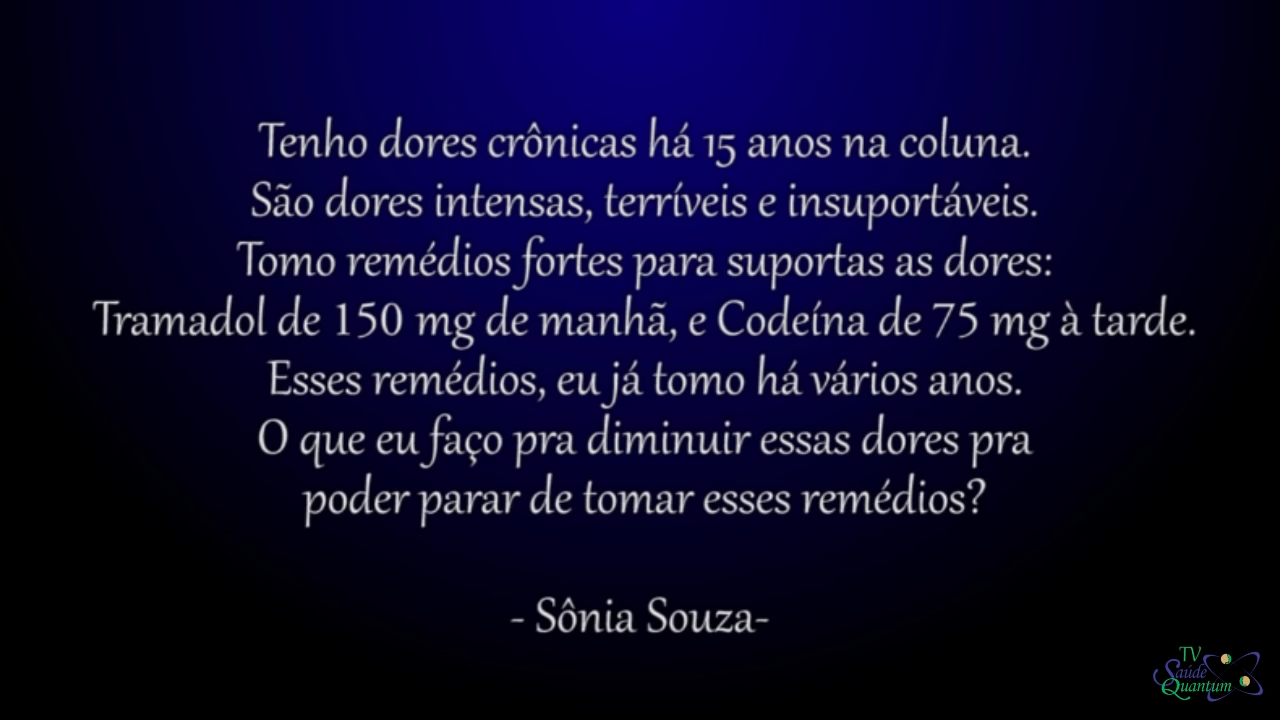 Tenho dores crônicas há 15 anos na coluna.
São dores intensas, terríveis e insuportáveis.
Tomo remédios fortes para suportas as dores:
Tramadol de 150 mg de manhã, e Codeína de 75 mg à tarde.
Esses remédios, eu já tomo há vários anos.
O que eu faço pra diminuir essas dores pra
poder parar de tomar esses remédios?
- Sônia Souza-
TV
Saúde
Quantum